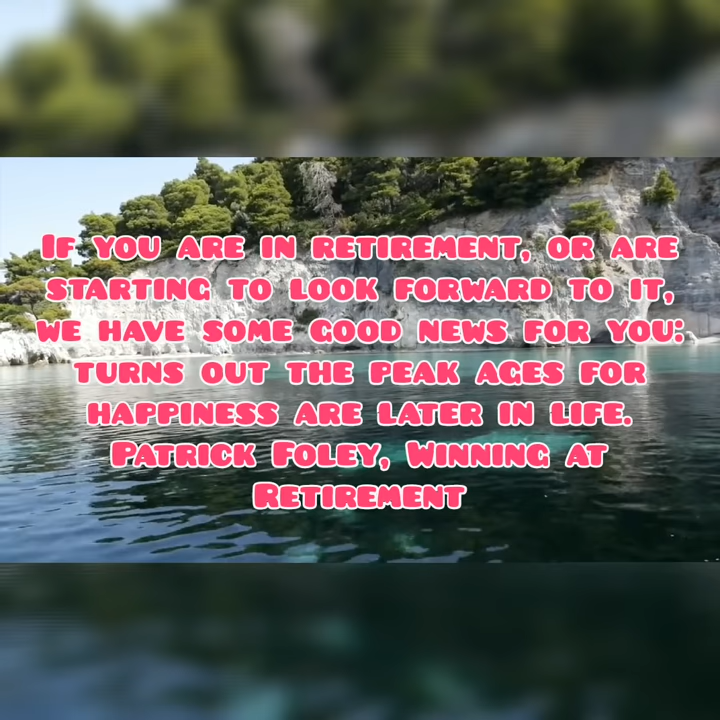 If you are in retirement, or are
starting to look forward to it,
we have some good news for you:
turns out the peak ages for
happiness are later in life.
Patrick Foley, Winning at
Retirement